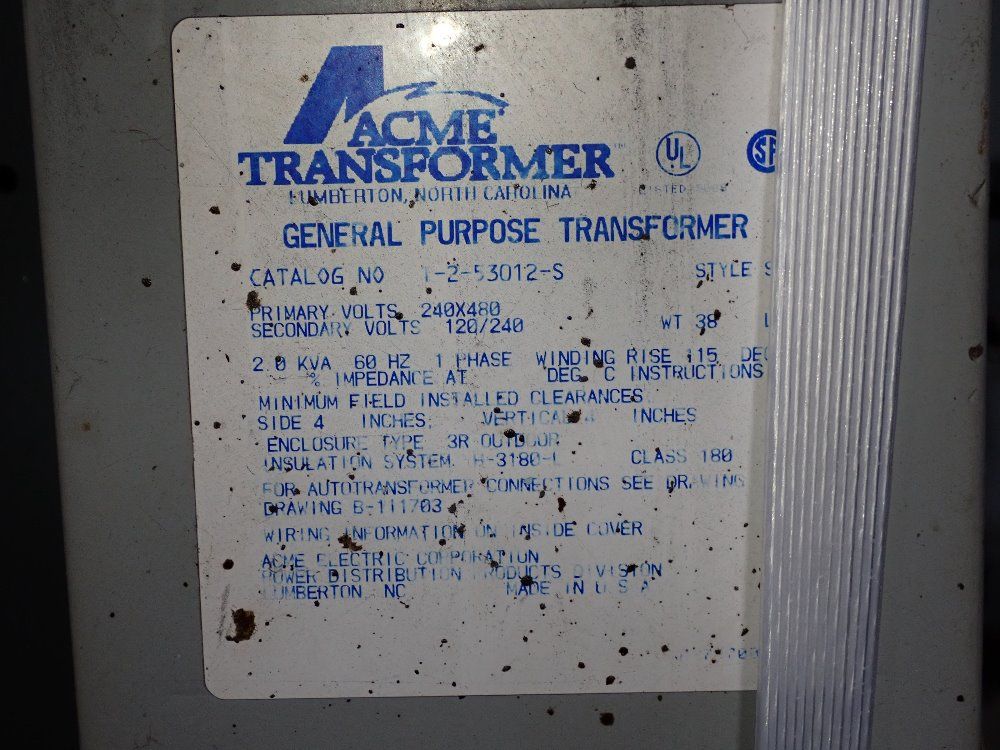 ACME
TRANSFORMER
LUMBERTON, NORTH CAROLINA
UL
LISTED
GENERAL PURPOSE TRANSFORMER
CATALOG NO T-2-53012-S
STYLE S
PRIMARY VOLTS 240X480
SECONDARY VOLTS 120/240
WT 38 L
2.0 KVA 60 HZ 1 PHASE WINDING RISE 115 DEG
% IMPEDANCE AT DEG C INSTRUCTIONS
MINIMUM FIELD INSTALLED CLEARANCES
SIDE 4 INCHES, VERTICAL INCHES
ENCLOSURE TYPE 3R OUTDOOR
INSULATION SYSTEM H-3180-L CLASS 180
FOR AUTOTRANSFORMER CONNECTIONS SEE DRAWING
DRAWING B-111703
WIRING INFORMATION ON INSIDE COVER
ACME ELECTRIC CORPORATION
POWER DISTRIBUTION PRODUCTS DIVISION
LUMBERTON, NC MADE IN U.S.A